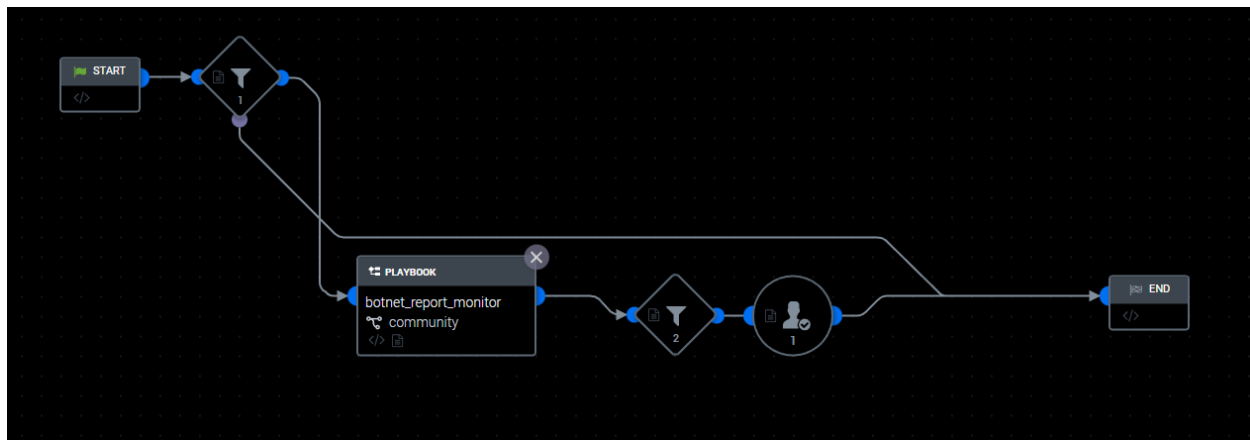 START
</>
1
PLAYBOOK
botnet_report_monitor
community
</>
2
1
END
</>